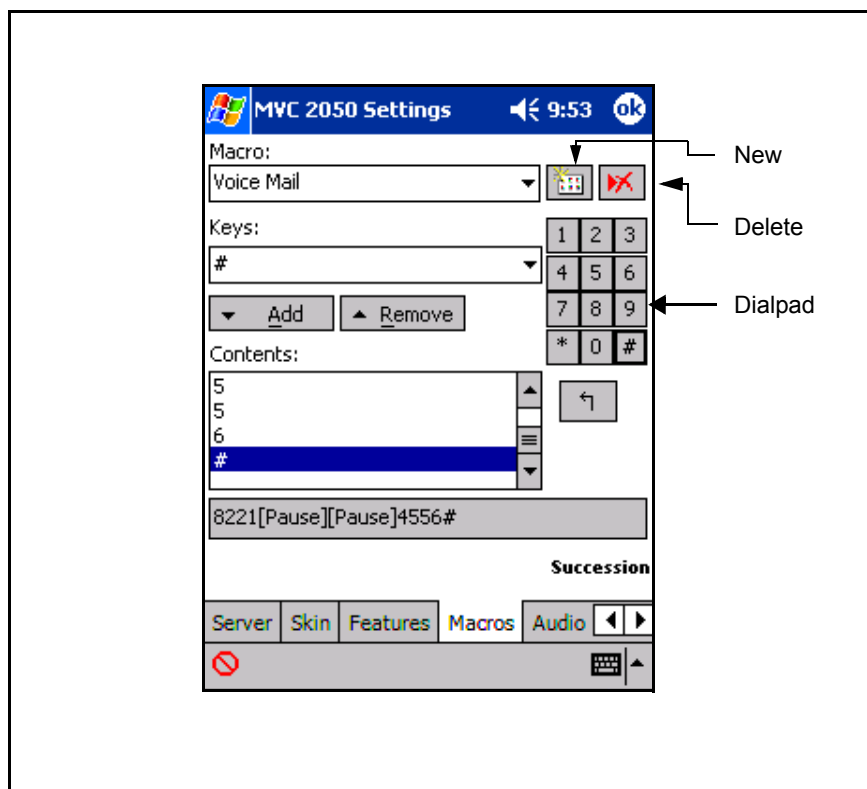 MVC 2050 Settings 9:53 ok
Macro:
Voice Mail
New
Keys:
Delete
#
1 2 3
4 5 6
7 8 9
* 0 #
Dialpad
Add Remove
Contents:
5
5
6
#
8221[Pause][Pause]4556#
Succession
Server Skin Features Macros Audio